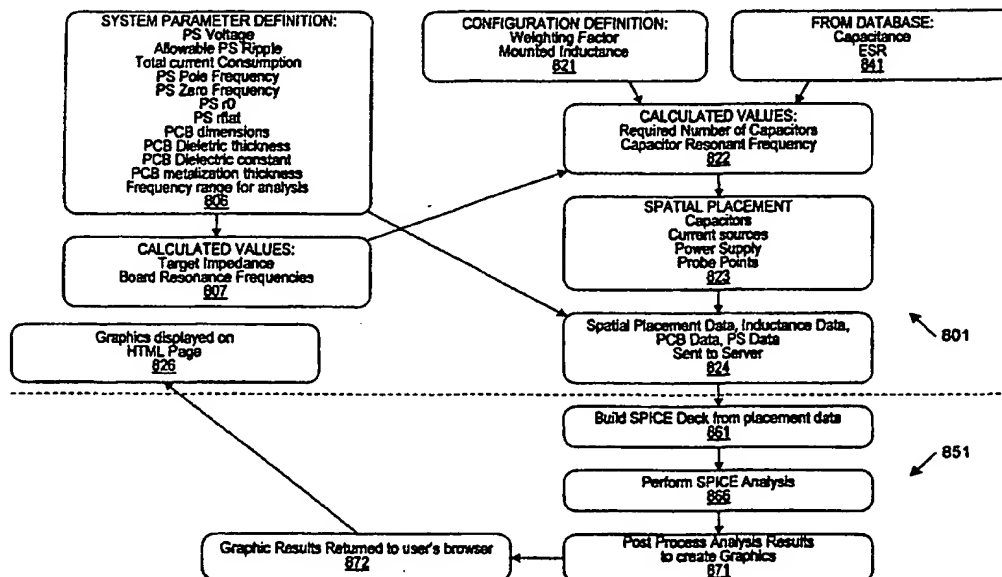 SYSTEM PARAMETER DEFINITION:
PS Voltage
Allowable PS Ripple
Total current Consumption
PS Pole Frequency
PS Zero Frequency
PS r0
PS rflat
PCB dimensions
PCB Dieletric thickness
PCB Dielectric constant
PCB metalization thickness
Frequency range for analysis
806
CALCULATED VALUES:
Target Impedance
Board Resonance Frequencies
807
CONFIGURATION DEFINITION:
Weighting Factor
Mounted Inductance
821
FROM DATABASE:
Capacitance
ESR
841
CALCULATED VALUES:
Required Number of Capacitors
Capacitor Resonant Frequency
822
SPATIAL PLACEMENT
Capacitors
Current sources
Power Supply
Probe Points
823
Spatial Placement Data, Inductance Data,
PCB Data, PS Data
Sent to Server
824
801
Graphics displayed on
HTML Page
826
Build SPICE Deck from placement data
861
851
Perform SPICE Analysis
866
Post Process Analysis Results
to create Graphics
871
Graphic Results Returned to user's browser
872